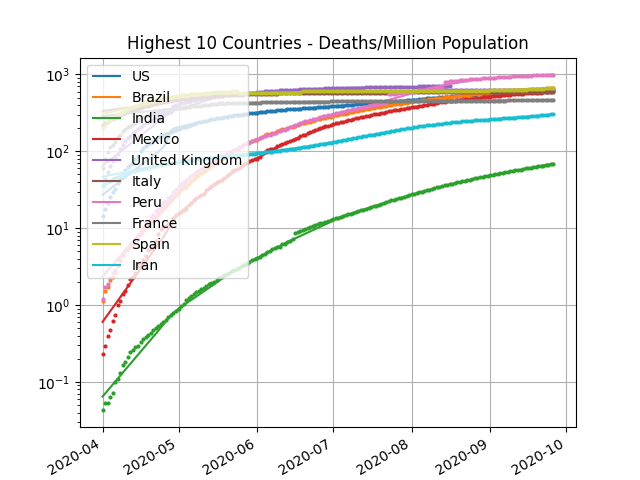 Highest 10 Countries - Deaths/Million Population
10³
10²
10¹
10⁰
10⁻¹
US
Brazil
India
Mexico
United Kingdom
Italy
Peru
France
Spain
Iran
2020-04
2020-05
2020-06
2020-07
2020-08
2020-09
2020-10